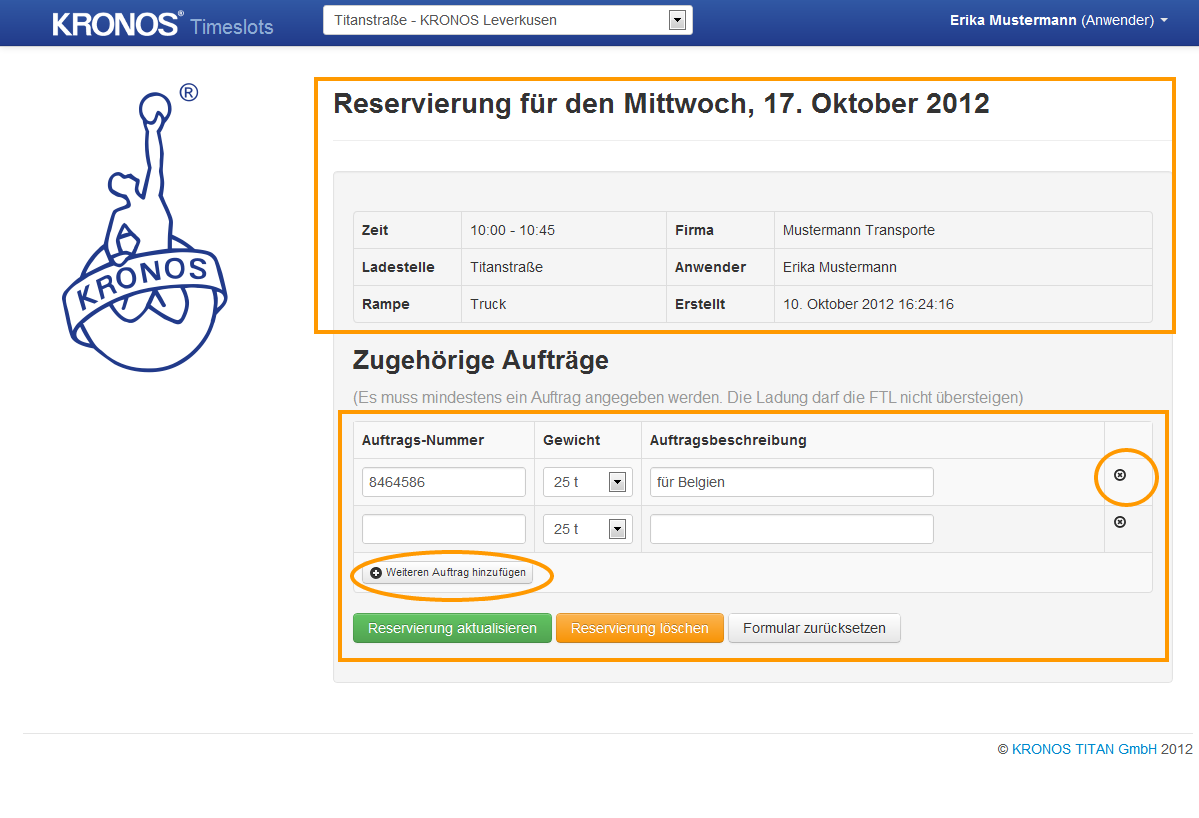 KRONOS® Timeslots
Titanstraße - KRONOS Leverkusen
Erika Mustermann (Anwender)
®
KRONOS
Reservierung für den Mittwoch, 17. Oktober 2012
Zeit 10:00 - 10:45 Firma Mustermann Transporte
Ladestelle Titanstraße Anwender Erika Mustermann
Rampe Truck Erstellt 10. Oktober 2012 16:24:16
Zugehörige Aufträge
(Es muss mindestens ein Auftrag angegeben werden. Die Ladung darf die FTL nicht übersteigen)
Auftrags-Nummer Gewicht Auftragsbeschreibung
8464586 25 t für Belgien
25 t
Weiteren Auftrag hinzufügen
Reservierung aktualisieren Reservierung löschen Formular zurücksetzen
© KRONOS TITAN GmbH 2012